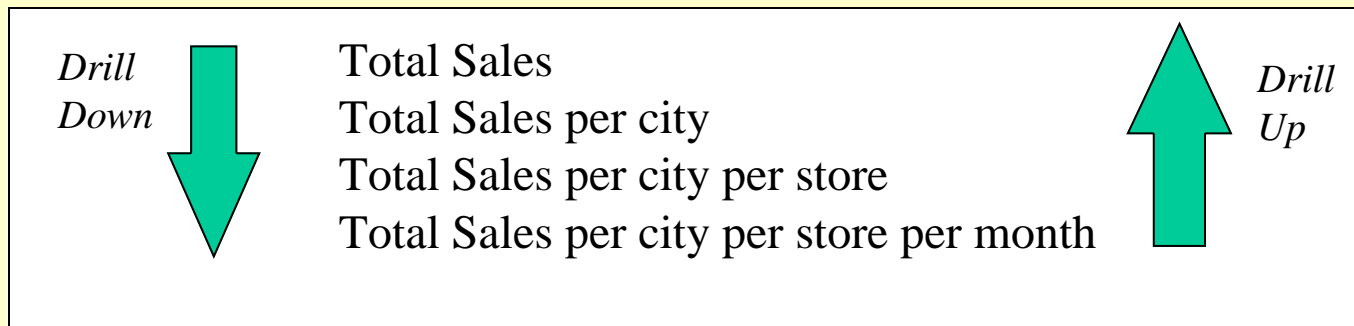 Drill
Down
Total Sales
Total Sales per city
Total Sales per city per store
Total Sales per city per store per month
Drill
Up